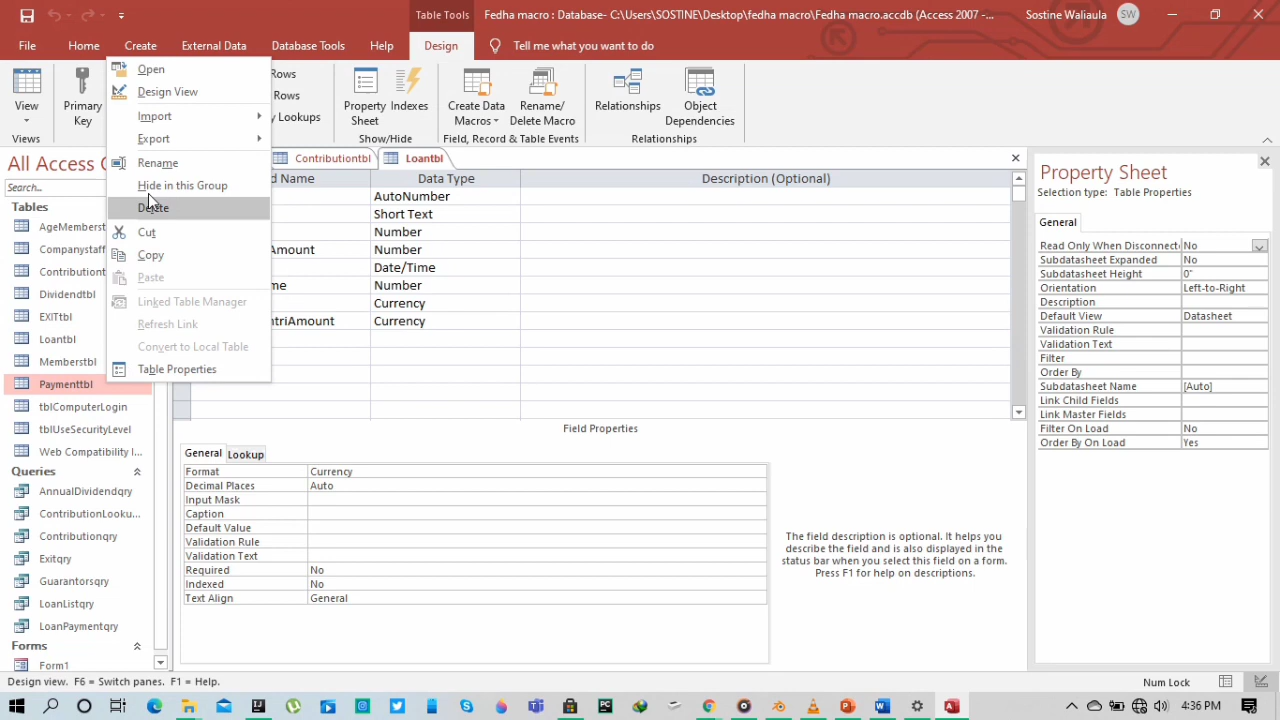 Table Tools
Fedha macro : Database- C:\Users\SOSTINE\Desktop\fedha macro\Fedha macro.accdb (Access 2007 -...
Sostine Waliaula
SW
File
Home
Create
External Data
Database Tools
Help
Design
Tell me what you want to do
View
Primary Key
Rows
Rows
y Lookups
Property Sheet
Indexes
Create Data Macros
Rename/ Delete Macro
Relationships
Object Dependencies
Views
Show/Hide
Field, Record & Table Events
Relationships
Open
Design View
Import
Export
Rename
Hide in this Group
Delete
Cut
Copy
Paste
Linked Table Manager
Refresh Link
Convert to Local Table
Table Properties
All Access
Search...
Tables
AgeMemberst
Companystaff
Contributiont
Dividendtbl
EXITtbl
Loantbl
Memberstbl
Paymenttbl
tblComputerLogin
tblUseSecurityLevel
Web Compatibility I...
Queries
AnnualDividendqry
ContributionLooku...
Contributionqry
Exitqry
Guarantorsqry
LoanListqry
LoanPaymentqry
Forms
Form1
Contributiontbl
Loantbl
d Name
Data Type
Description (Optional)
AutoNumber
Short Text
Number
Amount
Number
Date/Time
me
Number
Currency
ntriAmount
Currency
Field Properties
General
Lookup
Format
Currency
Decimal Places
Auto
Input Mask
Caption
Default Value
Validation Rule
Validation Text
Required
No
Indexed
No
Text Align
General
The field description is optional. It helps you
describe the field and is also displayed in the
status bar when you select this field on a form.
Press F1 for help on descriptions.
Property Sheet
Selection type: Table Properties
General
Read Only When Disconnect
No
Subdatasheet Expanded
No
Subdatasheet Height
0"
Orientation
Left-to-Right
Description
Default View
Datasheet
Validation Rule
Validation Text
Filter
Order By
Subdatasheet Name
[Auto]
Link Child Fields
Link Master Fields
Filter On Load
No
Order By On Load
Yes
Design view. F6 = Switch panes. F1 = Help.
Num Lock
4:36 PM